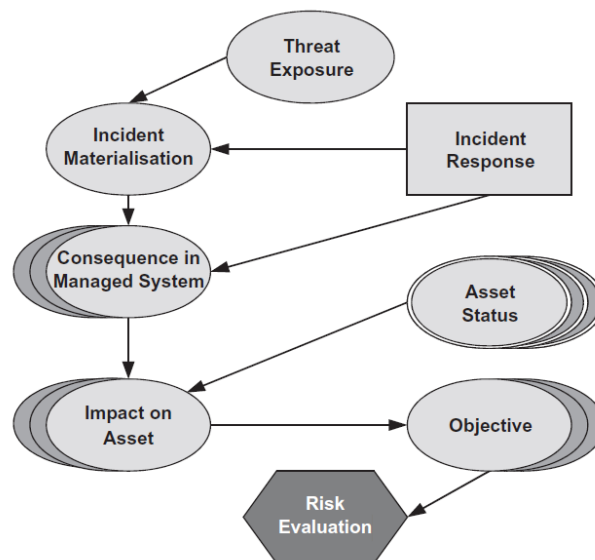 Threat
Exposure
Incident
Materialisation
Incident
Response
Consequence in
Managed System
Asset
Status
Impact on
Asset
Objective
Risk
Evaluation